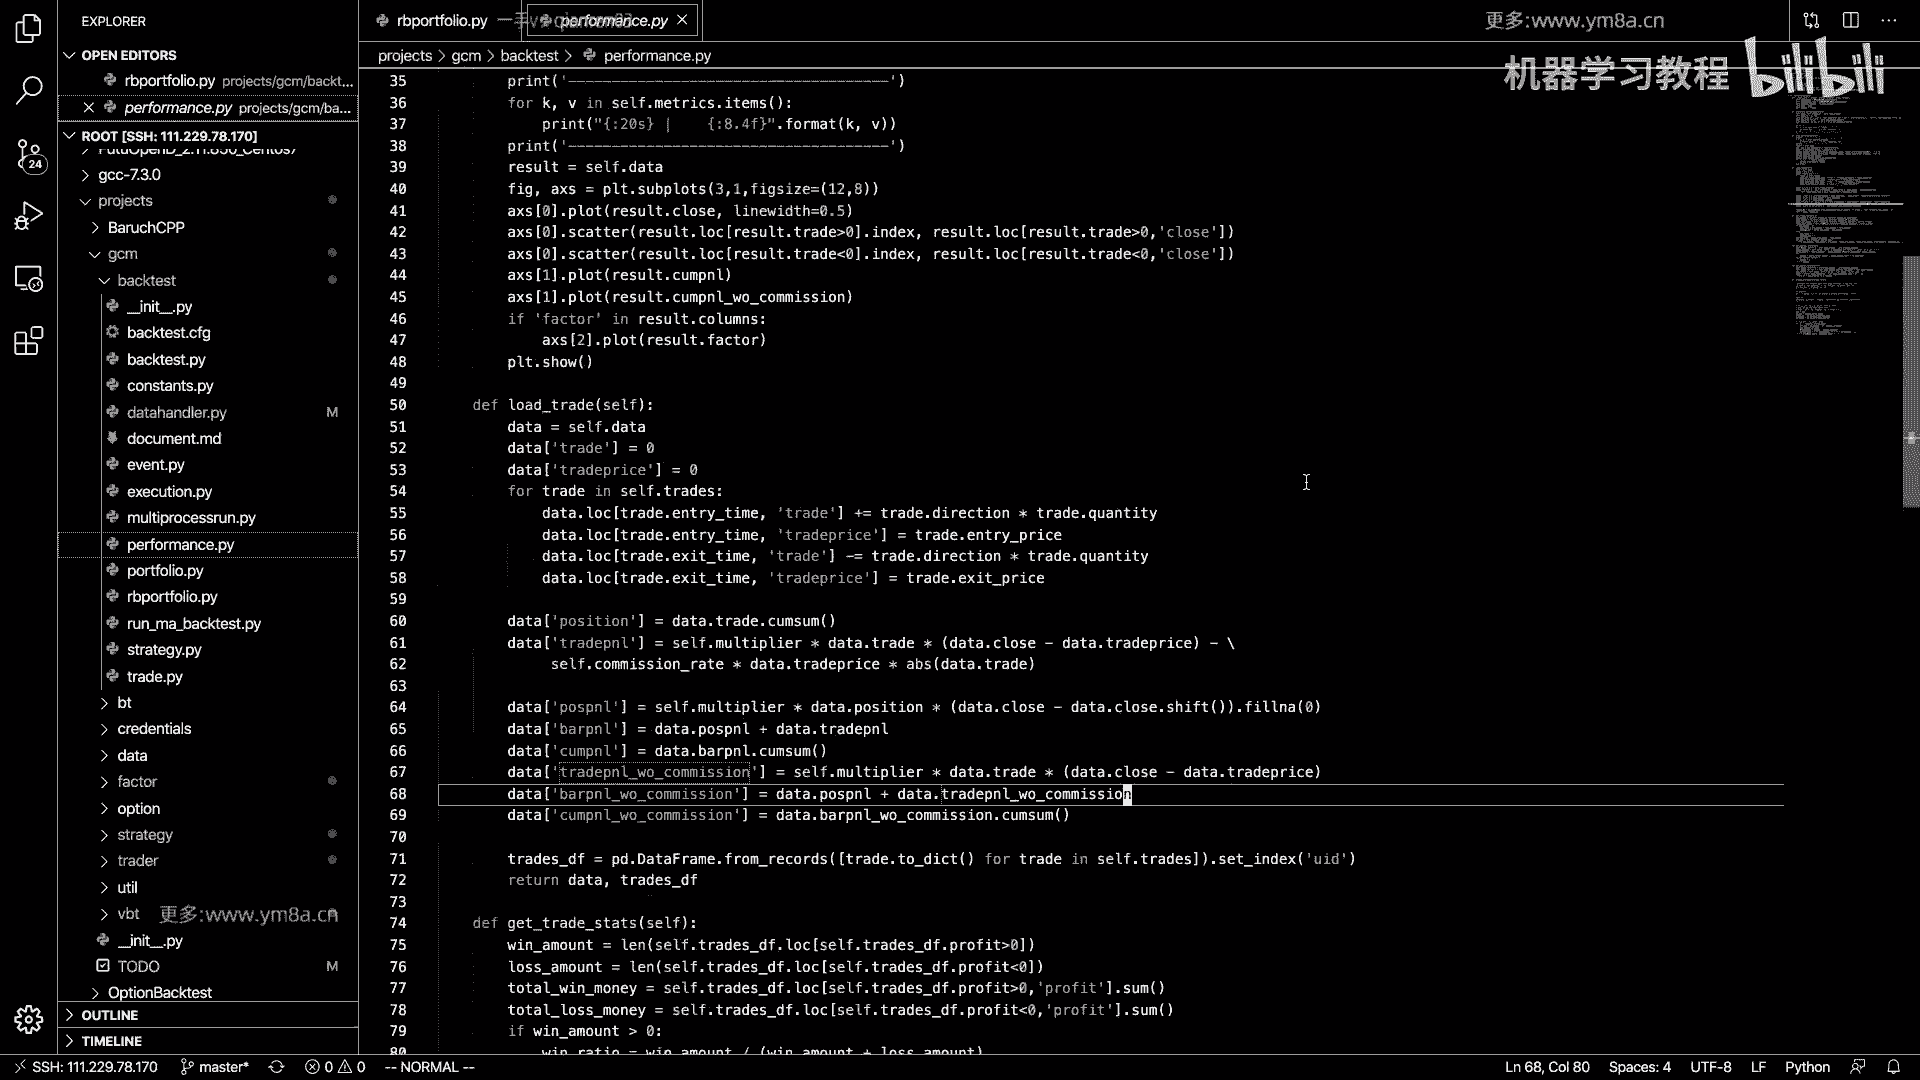 EXPLORER
rbportfolio.py
performance.py
更多:www.ym8a.cn
机器学习教程 bilibili
OPEN EDITORS
rbportfolio.py projects/gcm/backt...
performance.py projects/gcm/ba...
ROOT [SSH: 111.229.78.170]
gcc-7.3.0
projects
BaruchCPP
gcm
backtest
__init__.py
backtest.cfg
backtest.py
constants.py
datahandler.py M
document.md
event.py
execution.py
multiprocessrun.py
performance.py
portfolio.py
rbportfolio.py
run_ma_backtest.py
strategy.py
trade.py
bt
credentials
data
factor
option
strategy
trader
util
vbt
更多:www.ym8a.cn
__init__.py
TODO M
OptionBacktest
OUTLINE
TIMELINE
24
projects > gcm > backtest > performance.py
35 print('-------------------------------------')
36 for k, v in self.metrics.items():
37 print("{:20s} | {:8.4f}".format(k, v))
38 print('-------------------------------------')
39 result = self.data
40 fig, axs = plt.subplots(3,1,figsize=(12,8))
41 axs[0].plot(result.close, linewidth=0.5)
42 axs[0].scatter(result.loc[result.trade>0].index, result.loc[result.trade>0,'close'])
43 axs[0].scatter(result.loc[result.trade<0].index, result.loc[result.trade<0,'close'])
44 axs[1].plot(result.cumpnl)
45 axs[1].plot(result.cumpnl_wo_commission)
46 if 'factor' in result.columns:
47 axs[2].plot(result.factor)
48 plt.show()
49
50 def load_trade(self):
51 data = self.data
52 data['trade'] = 0
53 data['tradeprice'] = 0
54 for trade in self.trades:
55 data.loc[trade.entry_time, 'trade'] += trade.direction * trade.quantity
56 data.loc[trade.entry_time, 'tradeprice'] = trade.entry_price
57 data.loc[trade.exit_time, 'trade'] -= trade.direction * trade.quantity
58 data.loc[trade.exit_time, 'tradeprice'] = trade.exit_price
59
60 data['position'] = data.trade.cumsum()
61 data['tradepnl'] = self.multiplier * data.trade * (data.close - data.tradeprice) - \
62 self.commission_rate * data.tradeprice * abs(data.trade)
63
64 data['pospnl'] = self.multiplier * data.position * (data.close - data.close.shift()).fillna(0)
65 data['barpnl'] = data.pospnl + data.tradepnl
66 data['cumpnl'] = data.barpnl.cumsum()
67 data['tradepnl_wo_commission'] = self.multiplier * data.trade * (data.close - data.tradeprice)
68 data['barpnl_wo_commission'] = data.pospnl + data.tradepnl_wo_commission
69 data['cumpnl_wo_commission'] = data.barpnl_wo_commission.cumsum()
70
71 trades_df = pd.DataFrame.from_records([trade.to_dict() for trade in self.trades]).set_index('uid')
72 return data, trades_df
73
74 def get_trade_stats(self):
75 win_amount = len(self.trades_df.loc[self.trades_df.profit>0])
76 loss_amount = len(self.trades_df.loc[self.trades_df.profit<0])
77 total_win_money = self.trades_df.loc[self.trades_df.profit>0,'profit'].sum()
78 total_loss_money = self.trades_df.loc[self.trades_df.profit<0,'profit'].sum()
79 if win_amount > 0:
80 win_ratio = win_amount / (win_amount + loss_amount)
SSH: 111.229.78.170 master* 0 0 -- NORMAL -- Ln 68, Col 80 Spaces: 4 UTF-8 LF Python